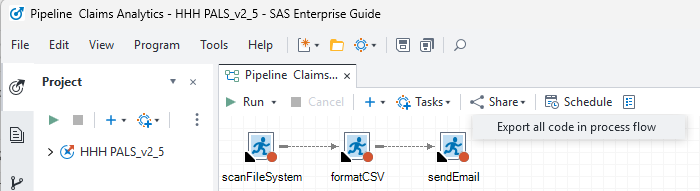 Pipeline Claims Analytics - HHH PALS_v2_5 - SAS Enterprise Guide
File Edit View Program Tools Help
Project
Pipeline Claims...
Run Cancel Tasks Share Schedule
Export all code in process flow
HHH PALS_v2_5
scanFileSystem formatCSV sendEmail